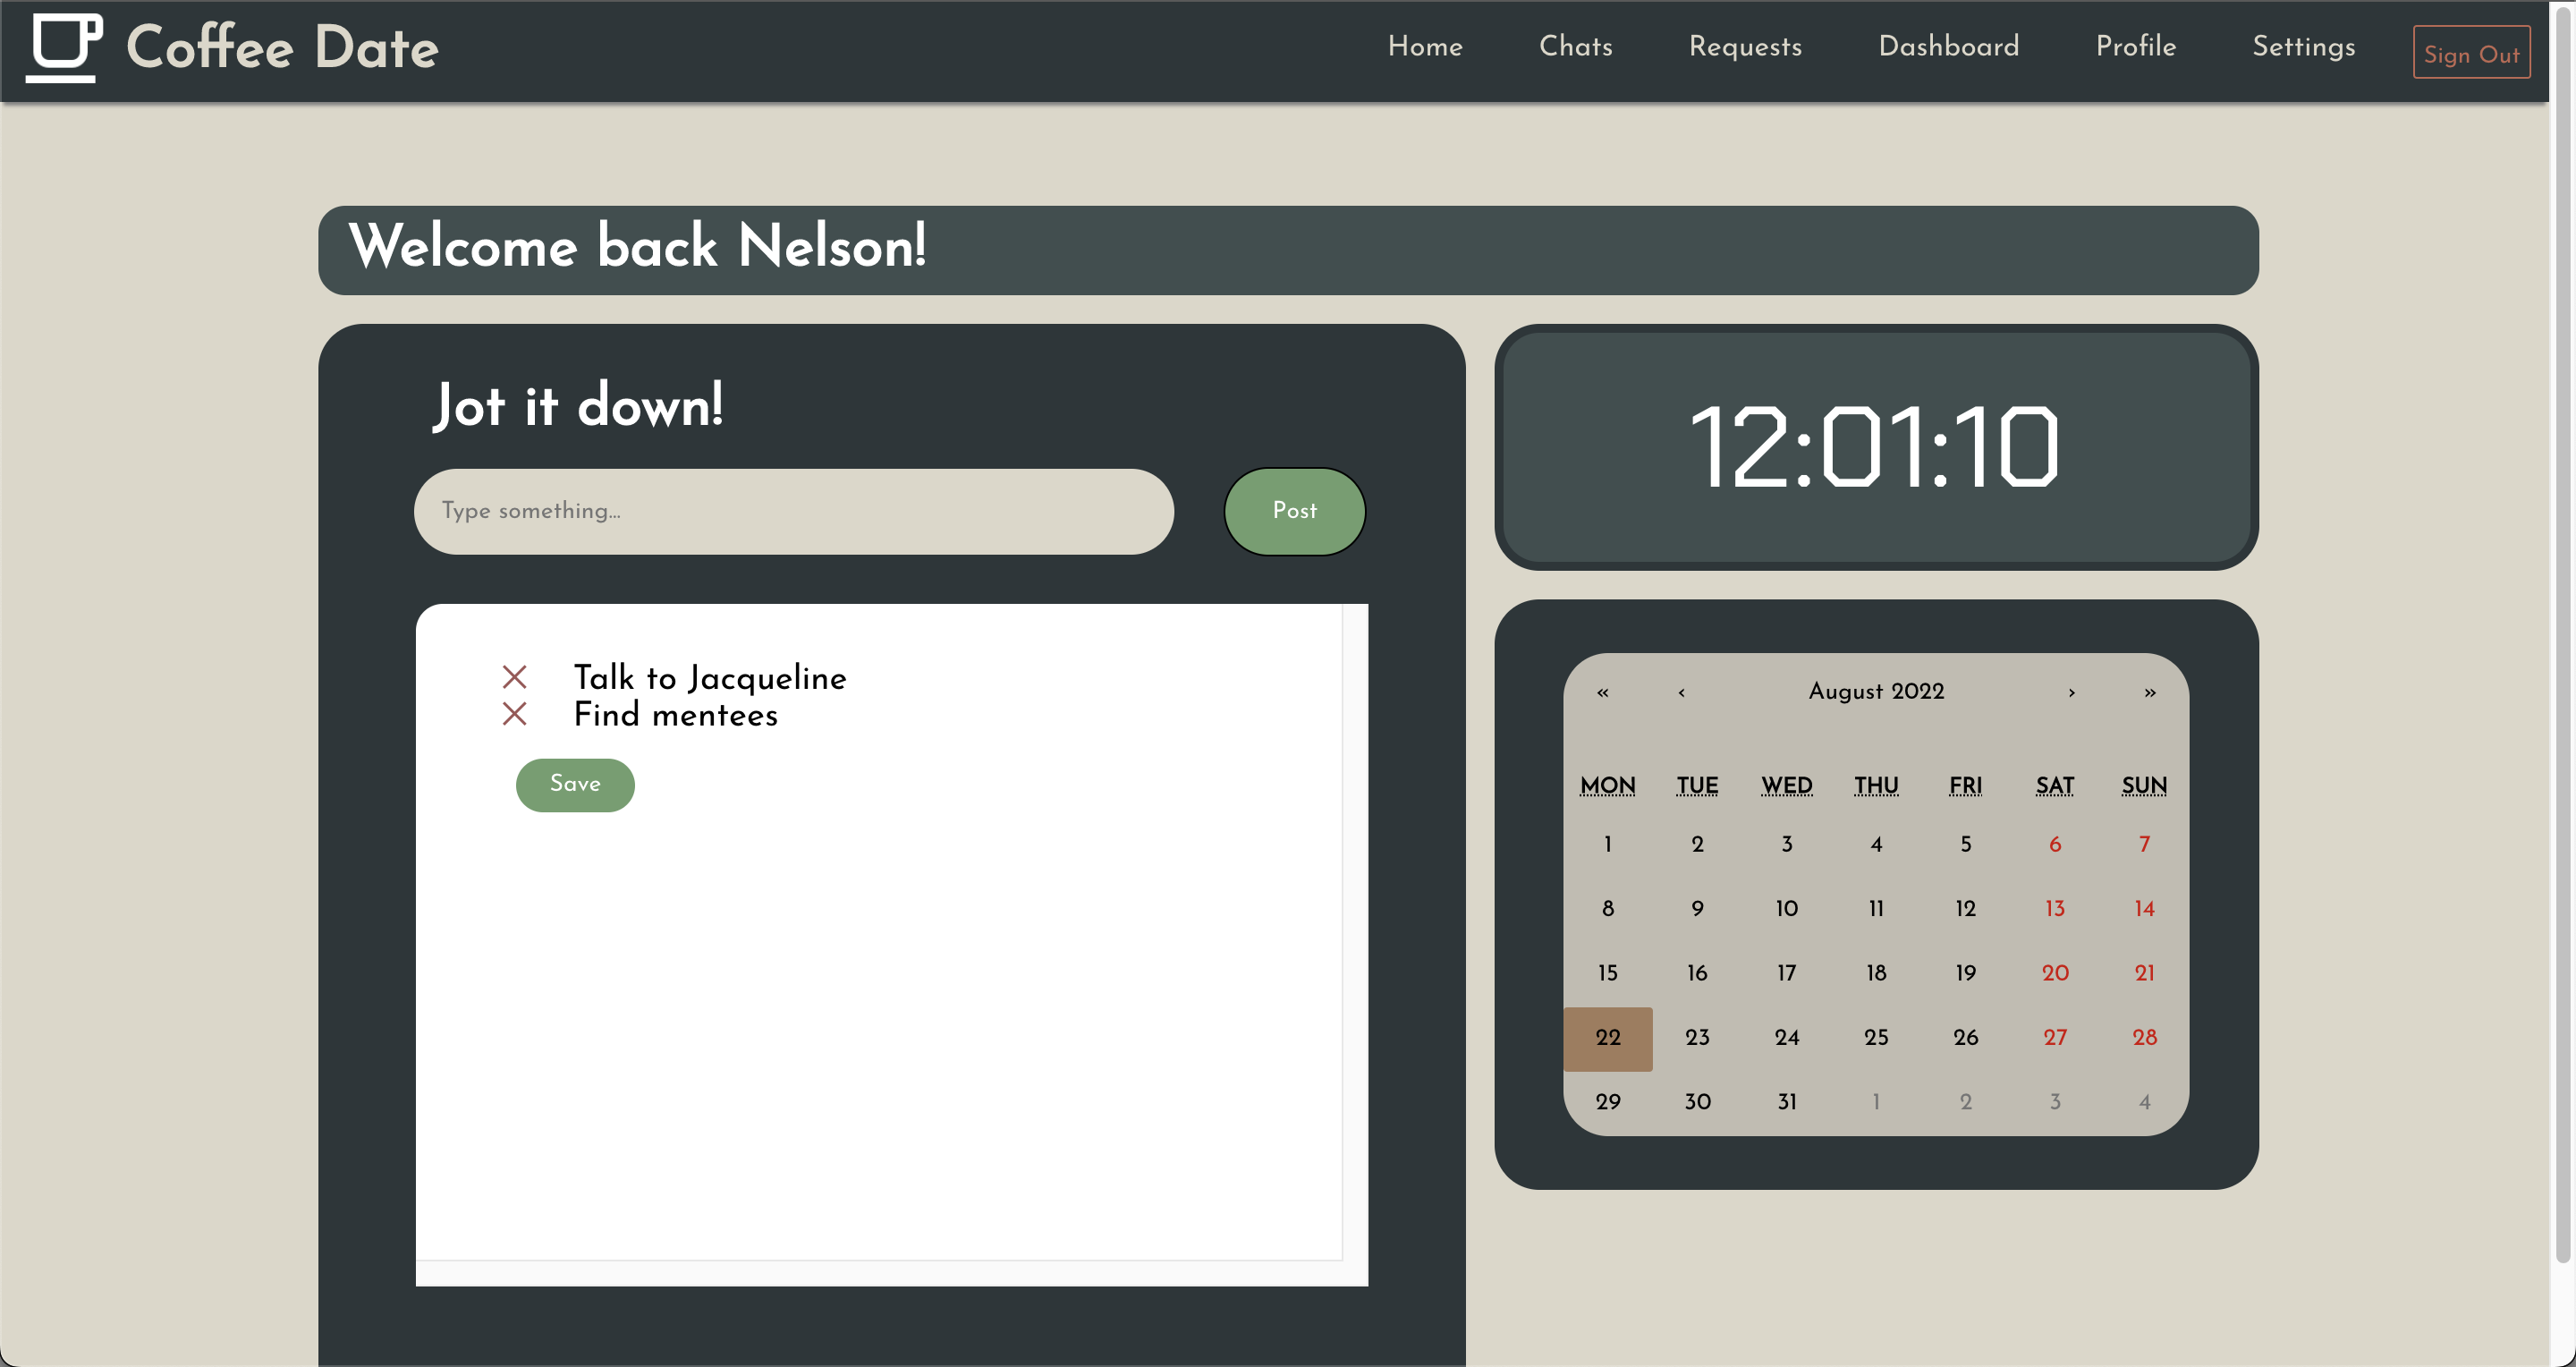 Coffee Date
Home Chats Requests Dashboard Profile Settings Sign Out
Welcome back Nelson!
Jot it down!
Type something...
Post
Talk to Jacqueline
Find mentees
Save
12:01:10
« ‹ August 2022 › »
MON TUE WED THU FRI SAT SUN
1 2 3 4 5 6 7
8 9 10 11 12 13 14
15 16 17 18 19 20 21
22 23 24 25 26 27 28
29 30 31 1 2 3 4